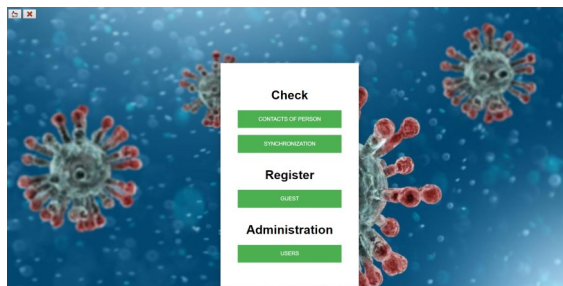 Check
CONTACTS OF PERSON
SYNCHRONIZATION
Register
GUEST
Administration
USERS